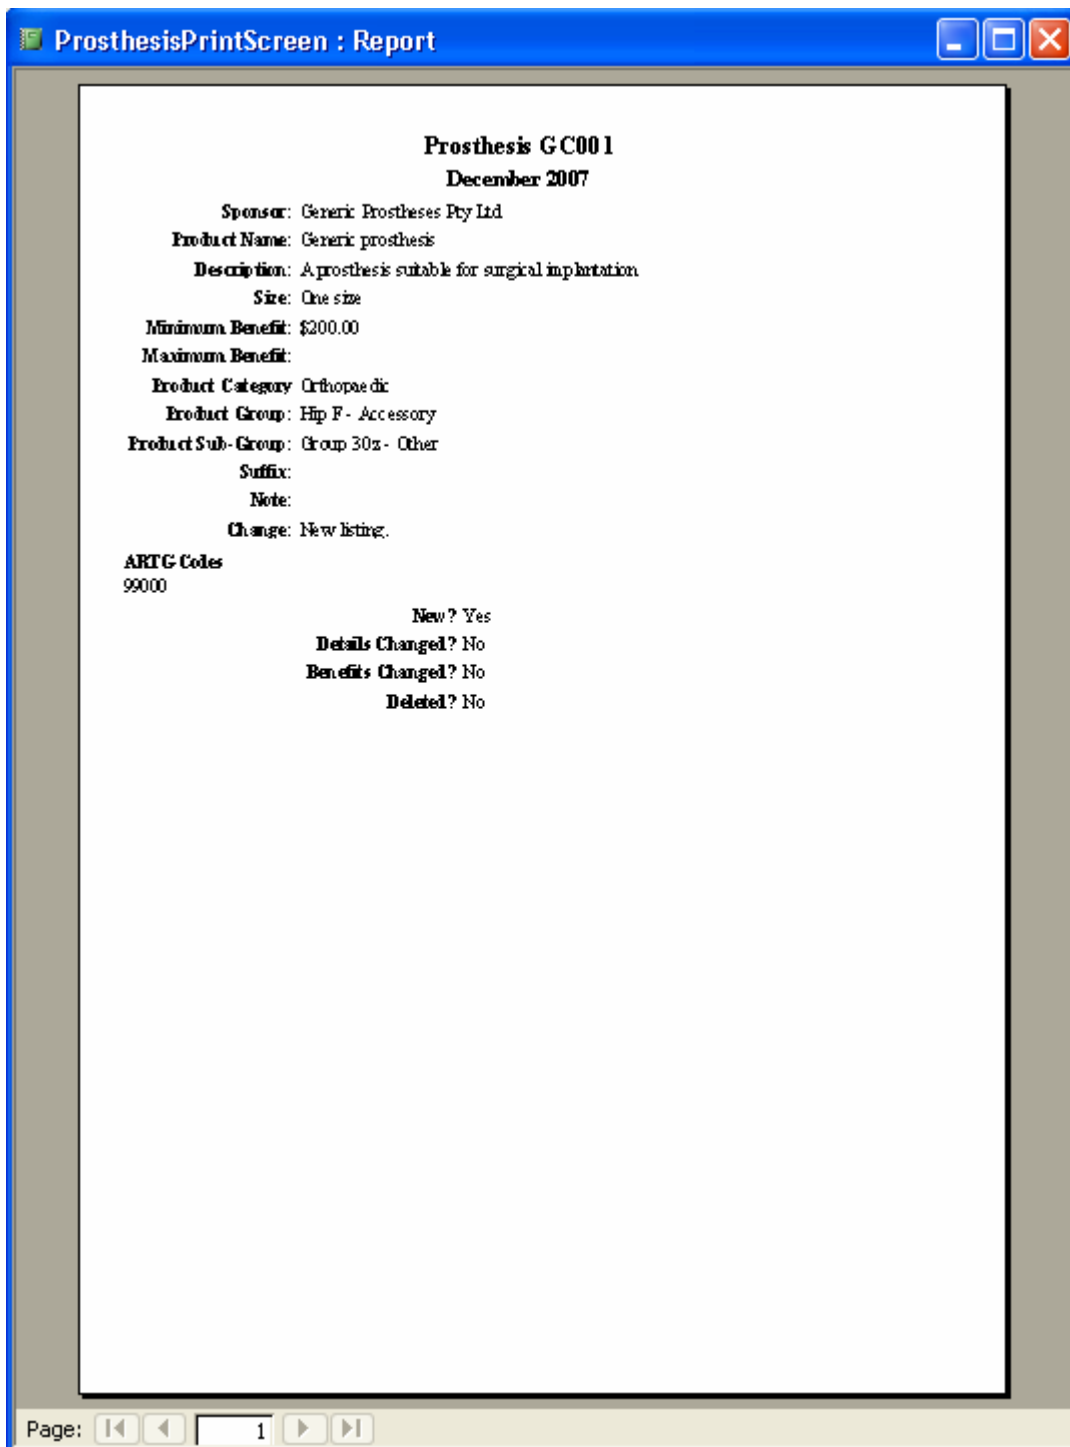 ProsthesisPrintScreen : Report
Prosthesis GC001
December 2007
Sponsor: Generic Prostheses Pty Ltd
Product Name: Generic prosthesis
Description: A prosthesis suitable for surgical implantation
Size: One size
Minimum Benefit: $200.00
Maximum Benefit:
Product Category Orthopaedic
Product Group: Hip F - Accessory
Product Sub-Group: Group 30z - Other
Suffix:
Note:
Change: New listing.
ARTG Codes
99000
New? Yes
Details Changed? No
Benefits Changed? No
Deleted? No
Page: 1